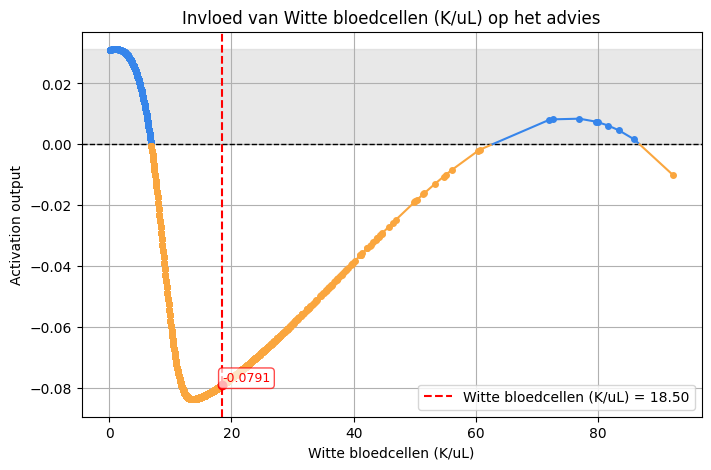 Invloed van Witte bloedcellen (K/uL) op het advies
Activation output
0.02
0.00
−0.02
−0.04
−0.06
−0.08
-0.0791
Witte bloedcellen (K/uL) = 18.50
0 20 40 60 80
Witte bloedcellen (K/uL)